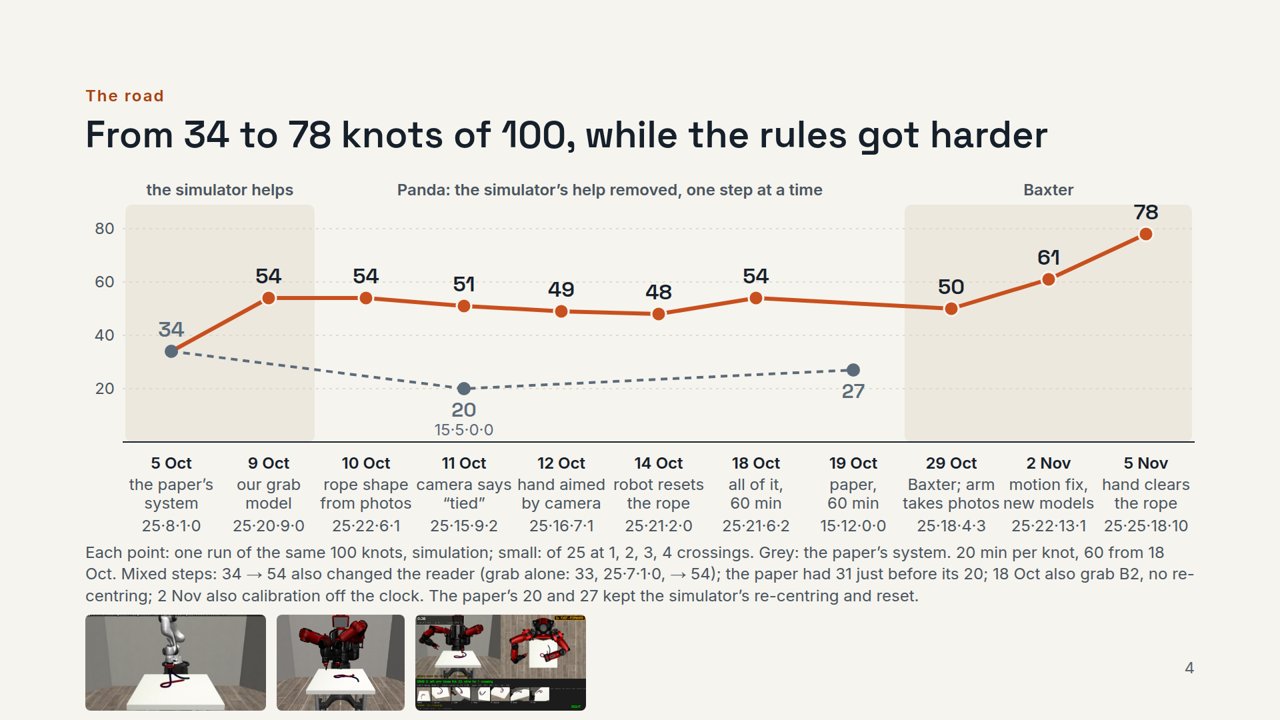 The road
From 34 to 78 knots of 100, while the rules got harder
the simulator helps
Panda: the simulator's help removed, one step at a time
Baxter
80
60
40
20
34
54
54
51
49
48
54
50
61
78
20
15·5·0·0
27
5 Oct
the paper's
system
25·8·1·0
9 Oct
our grab
model
25·20·9·0
10 Oct
rope shape
from photos
25·22·6·1
11 Oct
camera says
“tied”
25·15·9·2
12 Oct
hand aimed
by camera
25·16·7·1
14 Oct
robot resets
the rope
25·21·2·0
18 Oct
all of it,
60 min
25·21·6·2
19 Oct
paper,
60 min
15·12·0·0
29 Oct
Baxter; arm
takes photos
25·18·4·3
2 Nov
motion fix,
new models
25·22·13·1
5 Nov
hand clears
the rope
25·25·18·10
Each point: one run of the same 100 knots, simulation; small: of 25 at 1, 2, 3, 4 crossings. Grey: the paper's system. 20 min per knot, 60 from 18
Oct. Mixed steps: 34 → 54 also changed the reader (grab alone: 33, 25·7·1·0, → 54); the paper had 31 just before its 20; 18 Oct also grab B2, no re-
centring; 2 Nov also calibration off the clock. The paper's 20 and 27 kept the simulator's re-centring and reset.
4